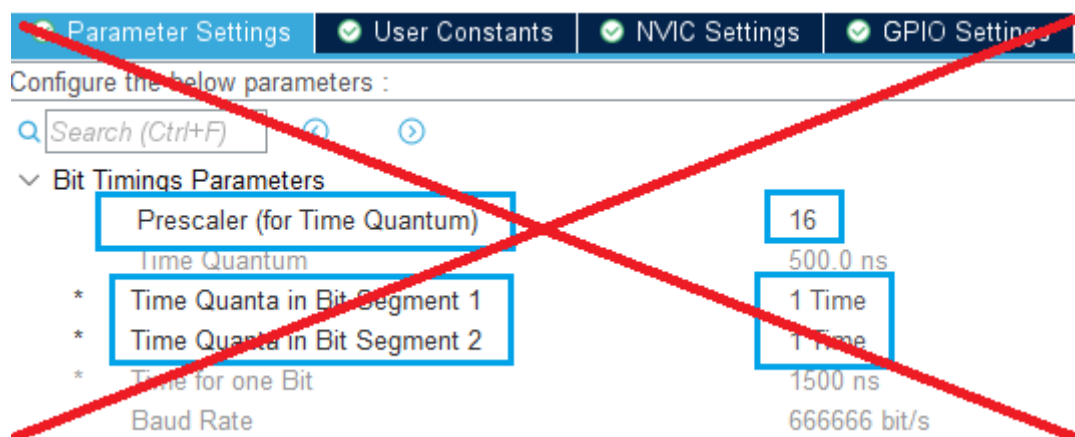 Parameter Settings User Constants NVIC Settings GPIO Settings
Configure the below parameters :
Search (Ctrl+F)
Bit Timings Parameters
Prescaler (for Time Quantum) 16
Time Quantum 500.0 ns
* Time Quanta in Bit Segment 1 1 Time
* Time Quanta in Bit Segment 2 1 Time
* Time for one Bit 1500 ns
Baud Rate 666666 bit/s